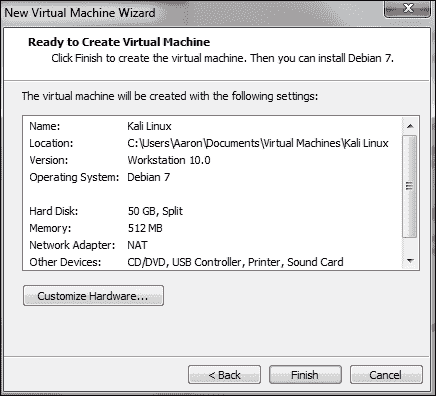 New Virtual Machine Wizard
Ready to Create Virtual Machine
Click Finish to create the virtual machine. Then you can install Debian 7.
The virtual machine will be created with the following settings:
Name: Kali Linux
Location: C:\Users\Aaron\Documents\Virtual Machines\Kali Linux
Version: Workstation 10.0
Operating System: Debian 7
Hard Disk: 50 GB, Split
Memory: 512 MB
Network Adapter: NAT
Other Devices: CD/DVD, USB Controller, Printer, Sound Card
Customize Hardware...
< Back Finish Cancel